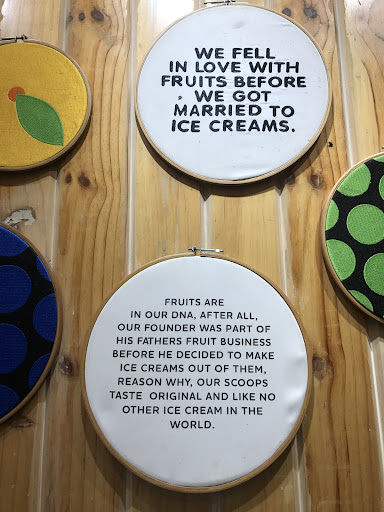 WE FELL
IN LOVE WITH
FRUITS BEFORE
WE GOT
MARRIED TO
ICE CREAMS.
FRUITS ARE
IN OUR DNA, AFTER ALL,
OUR FOUNDER WAS PART OF
HIS FATHERS FRUIT BUSINESS
BEFORE HE DECIDED TO MAKE
ICE CREAMS OUT OF THEM,
REASON WHY, OUR SCOOPS
TASTE ORIGINAL AND LIKE NO
OTHER ICE CREAM IN THE
WORLD.